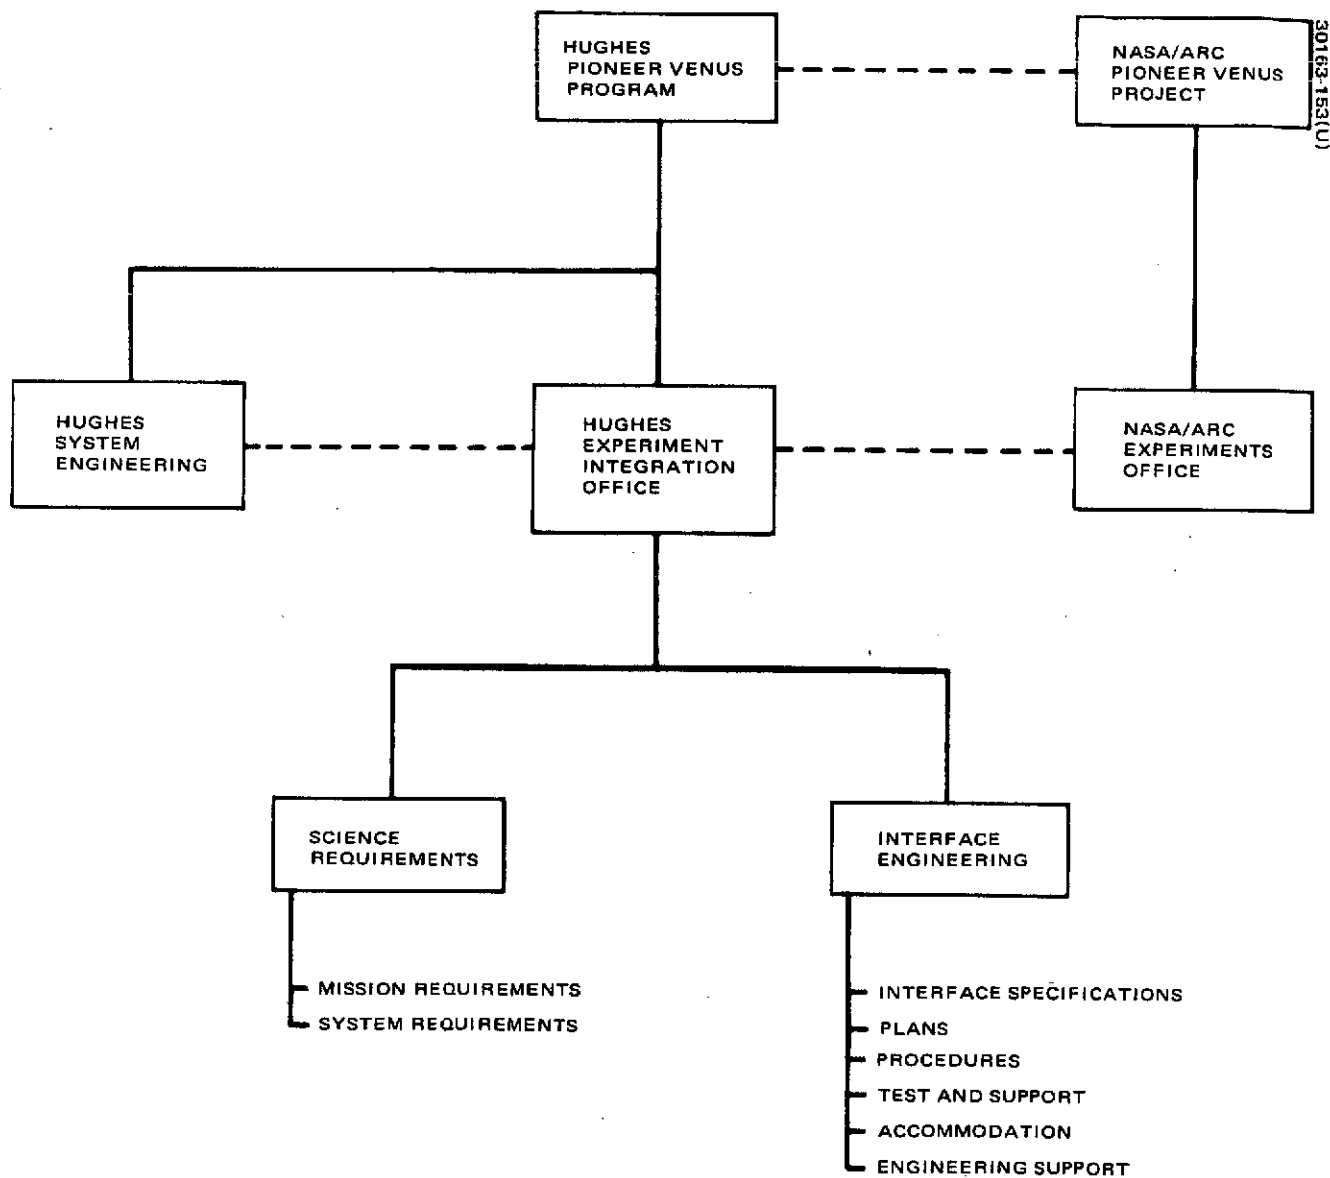 HUGHES
PIONEER VENUS
PROGRAM
NASA/ARC
PIONEER VENUS
PROJECT
30163-153(U)
HUGHES
SYSTEM
ENGINEERING
HUGHES
EXPERIMENT
INTEGRATION
OFFICE
NASA/ARC
EXPERIMENTS
OFFICE
SCIENCE
REQUIREMENTS
MISSION REQUIREMENTS
SYSTEM REQUIREMENTS
INTERFACE
ENGINEERING
INTERFACE SPECIFICATIONS
PLANS
PROCEDURES
TEST AND SUPPORT
ACCOMMODATION
ENGINEERING SUPPORT